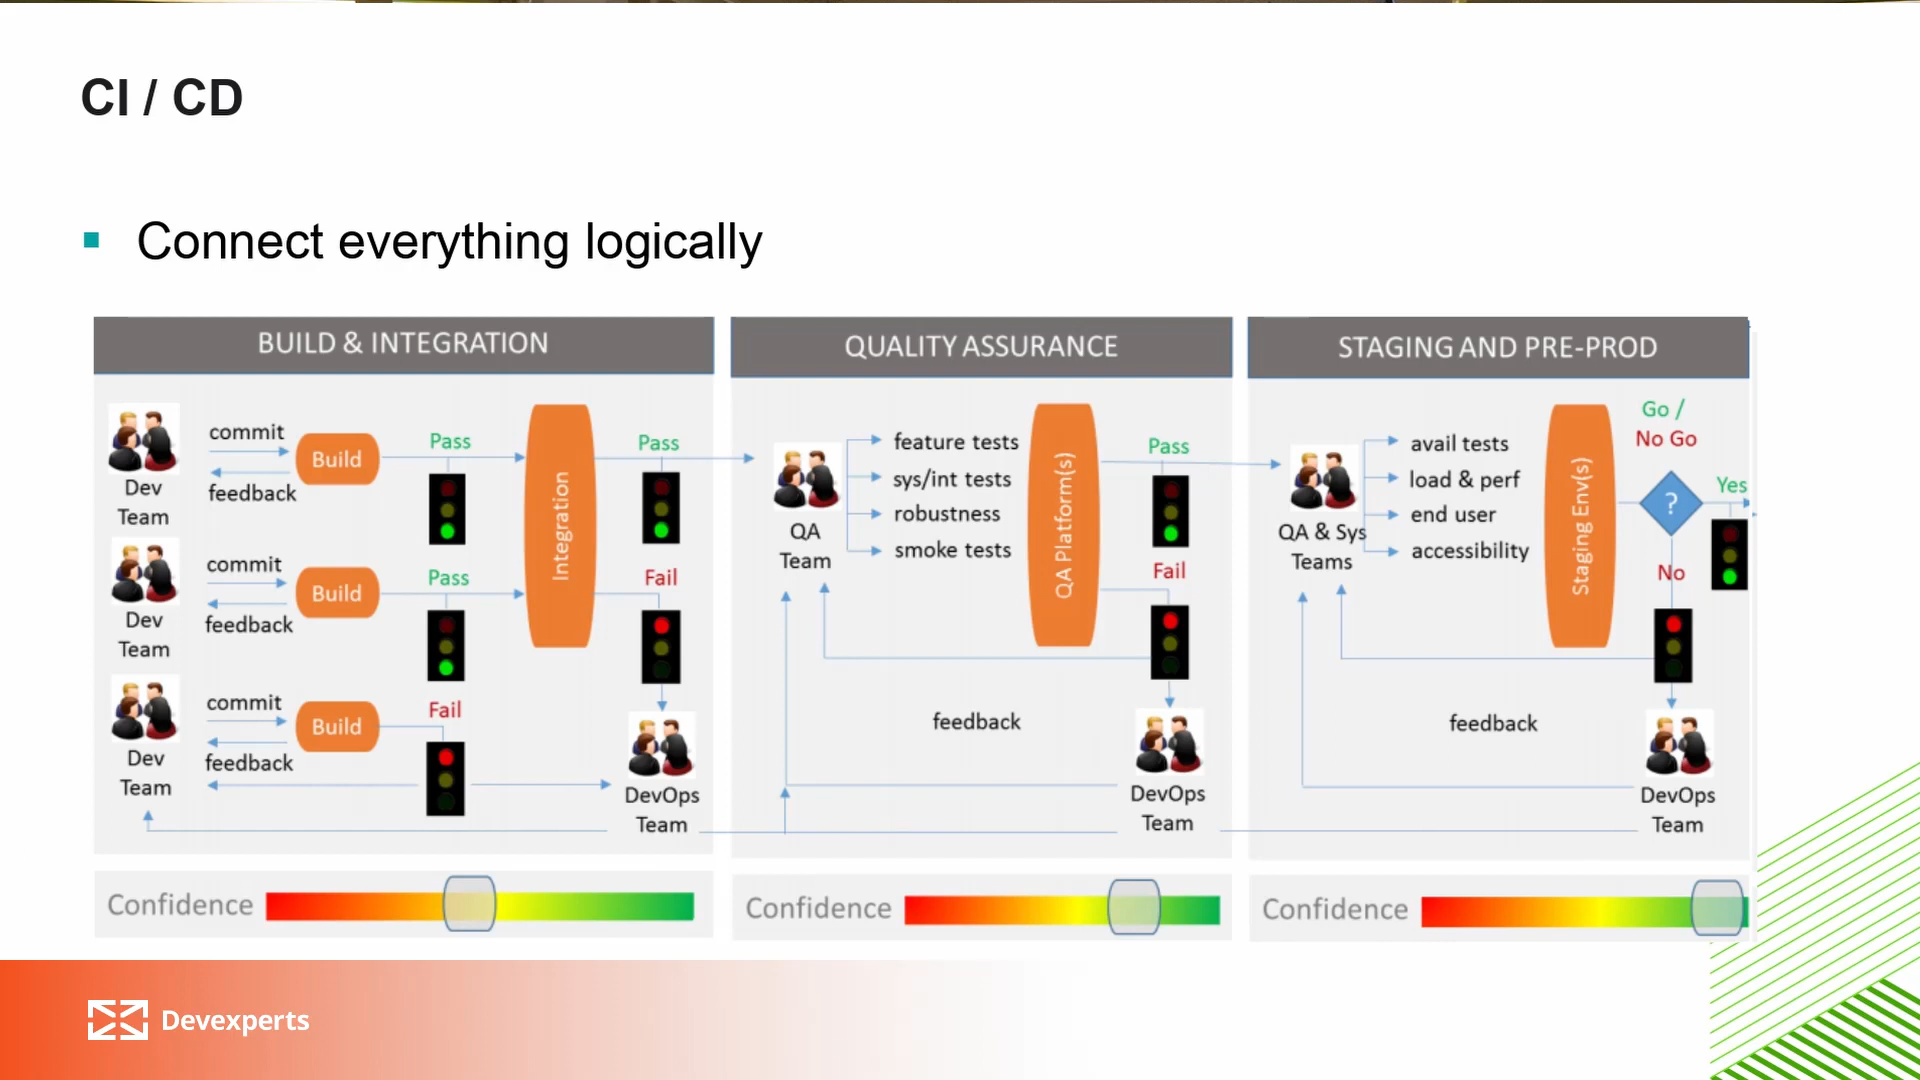 CI / CD
Connect everything logically
BUILD & INTEGRATION
commit
Build
feedback
Dev
Team
Pass
commit
Build
feedback
Dev
Team
Pass
commit
Build
feedback
Dev
Team
Fail
Integration
Pass
Fail
DevOps
Team
Confidence
QUALITY ASSURANCE
QA
Team
feature tests
sys/int tests
robustness
smoke tests
QA Platform(s)
Pass
Fail
feedback
DevOps
Team
Confidence
STAGING AND PRE-PROD
QA & Sys
Teams
avail tests
load & perf
end user
accessibility
Staging Env(s)
Go /
No Go
?
Yes
No
feedback
DevOps
Team
Confidence
Devexperts